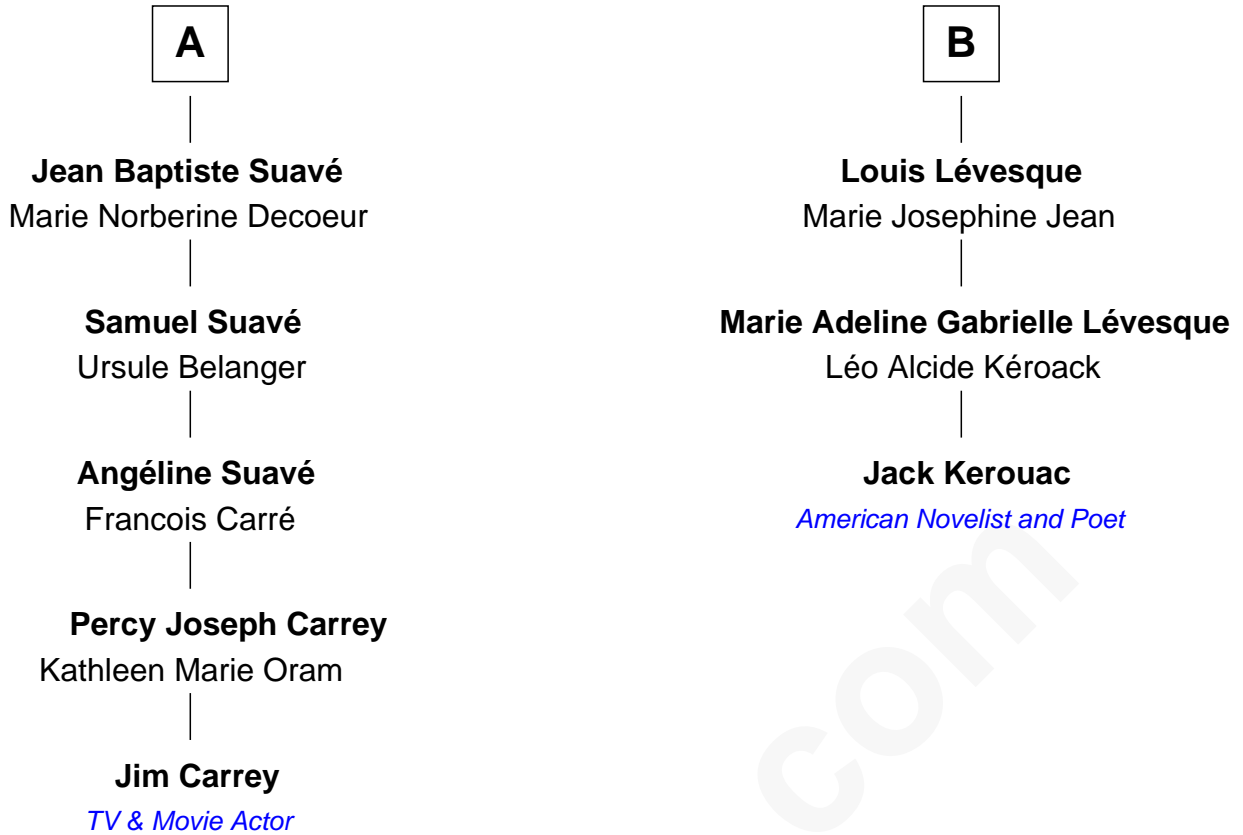 A
Jean Baptiste Suavé
Marie Norberine Decoeur
Samuel Suavé
Ursule Belanger
Angéline Suavé
Francois Carré
Percy Joseph Carrey
Kathleen Marie Oram
Jim Carrey
TV & Movie Actor
B
Louis Lévesque
Marie Josephine Jean
Marie Adeline Gabrielle Lévesque
Léo Alcide Kéroack
Jack Kerouac
American Novelist and Poet
com